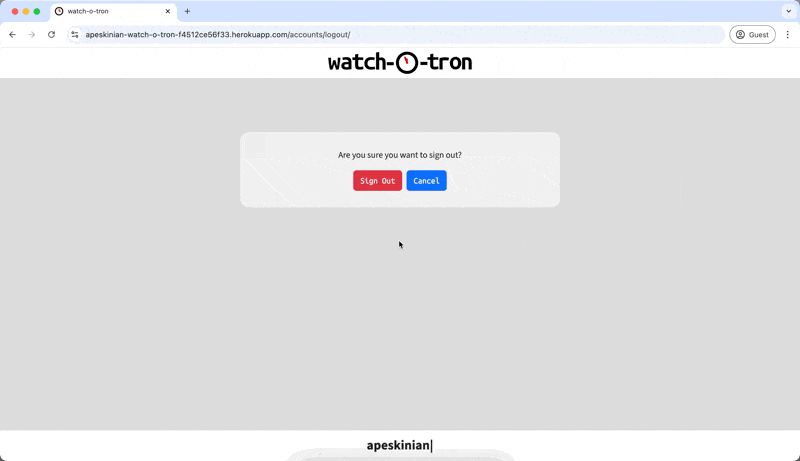 watch-o-tron
apeskinian-watch-o-tron-f4512ce56f33.herokuapp.com/accounts/logout/
Guest
watch-o-tron
Are you sure you want to sign out?
Sign Out Cancel
apeskinian|